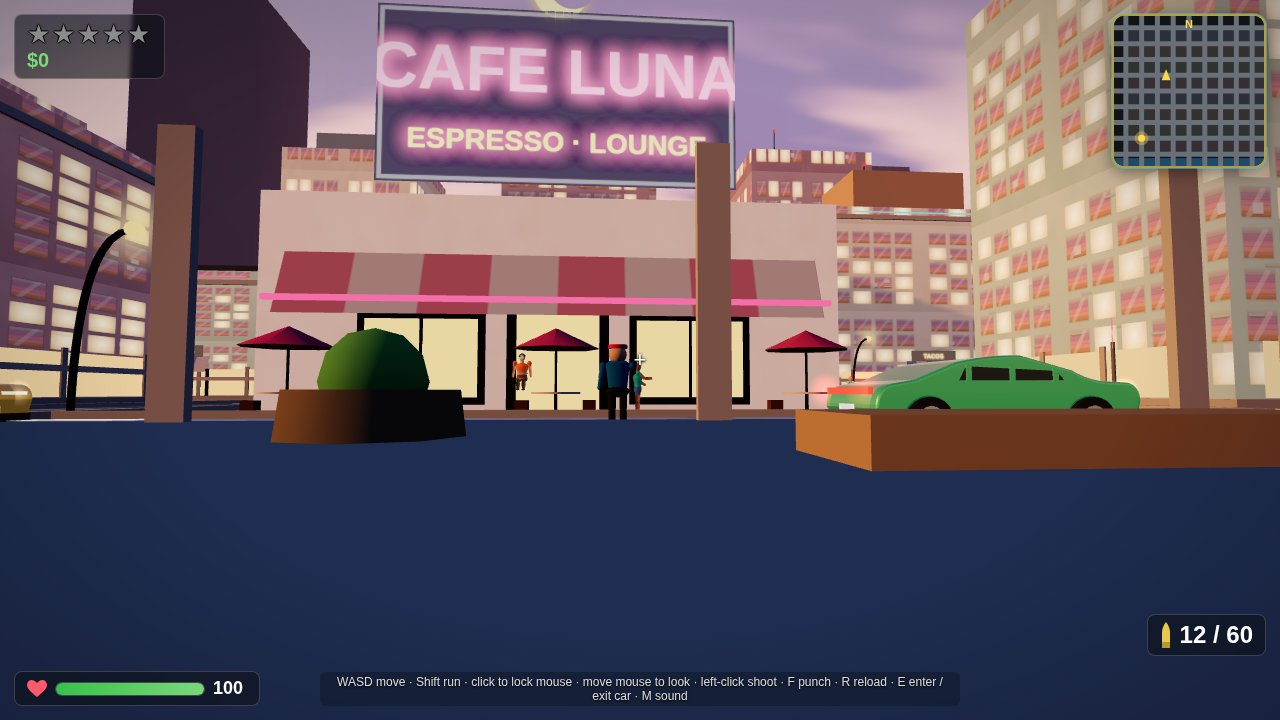 $0
CAFE LUNA
ESPRESSO · LOUNGE
N
TACOS
12 / 60
100
WASD move · Shift run · click to lock mouse · move mouse to look · left-click shoot · F punch · R reload · E enter /
exit car · M sound